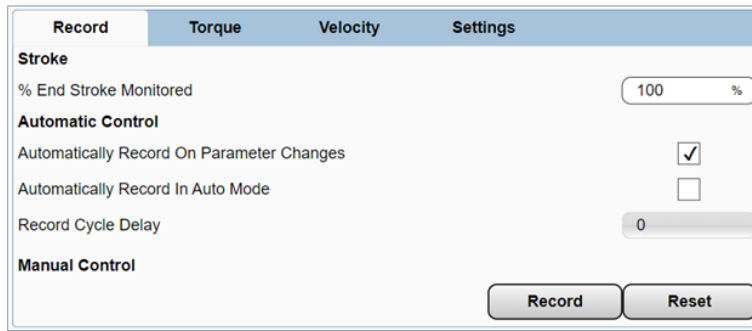 Record Torque Velocity Settings
Stroke
% End Stroke Monitored 100 %
Automatic Control
Automatically Record On Parameter Changes
Automatically Record In Auto Mode
Record Cycle Delay 0
Manual Control
Record Reset